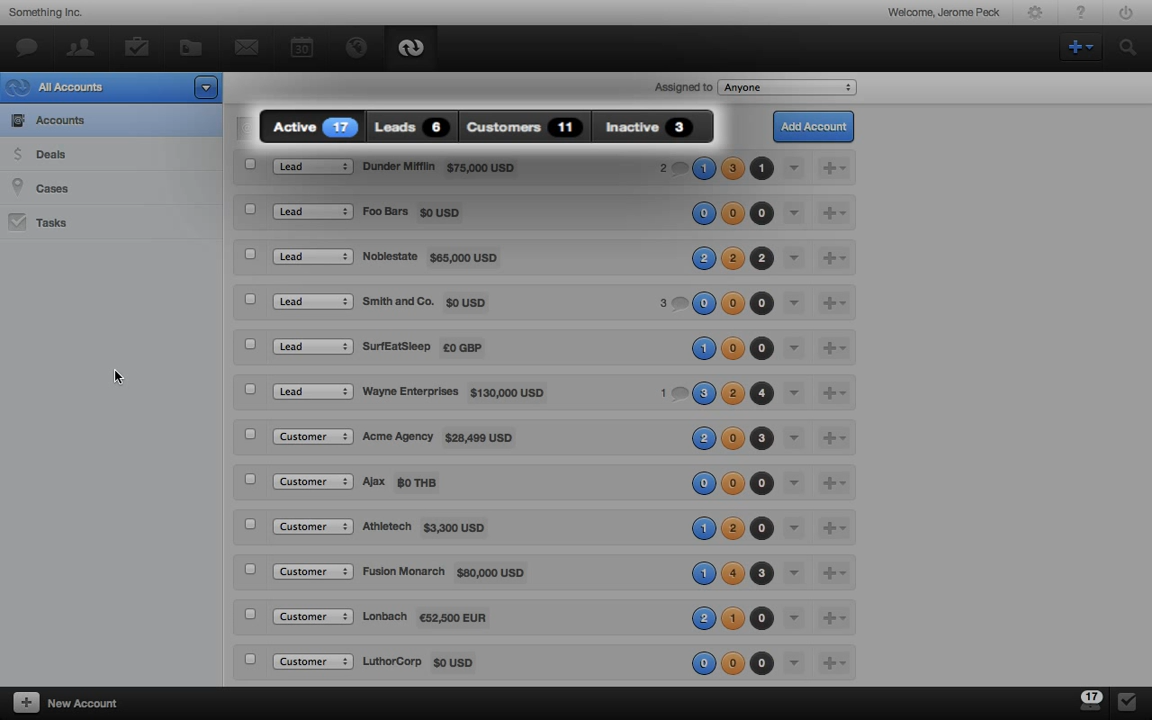 Something Inc.
Welcome, Jerome Peck
?
30
All Accounts
Assigned to Anyone
Accounts
Active 17 Leads 6 Customers 11 Inactive 3
Add Account
$ Deals
Cases
Tasks
Lead Dunder Mifflin $75,000 USD 2 1 3 1
Lead Foo Bars $0 USD 0 0 0
Lead Noblestate $65,000 USD 2 2 2
Lead Smith and Co. $0 USD 3 0 0 0
Lead SurfEatSleep £0 GBP 1 0 0
Lead Wayne Enterprises $130,000 USD 1 3 2 4
Customer Acme Agency $28,499 USD 2 0 3
Customer Ajax ฿0 THB 0 0 0
Customer Athletech $3,300 USD 1 2 0
Customer Fusion Monarch $80,000 USD 1 4 3
Customer Lonbach €52,500 EUR 2 1 0
Customer LuthorCorp $0 USD 0 0 0
New Account
17